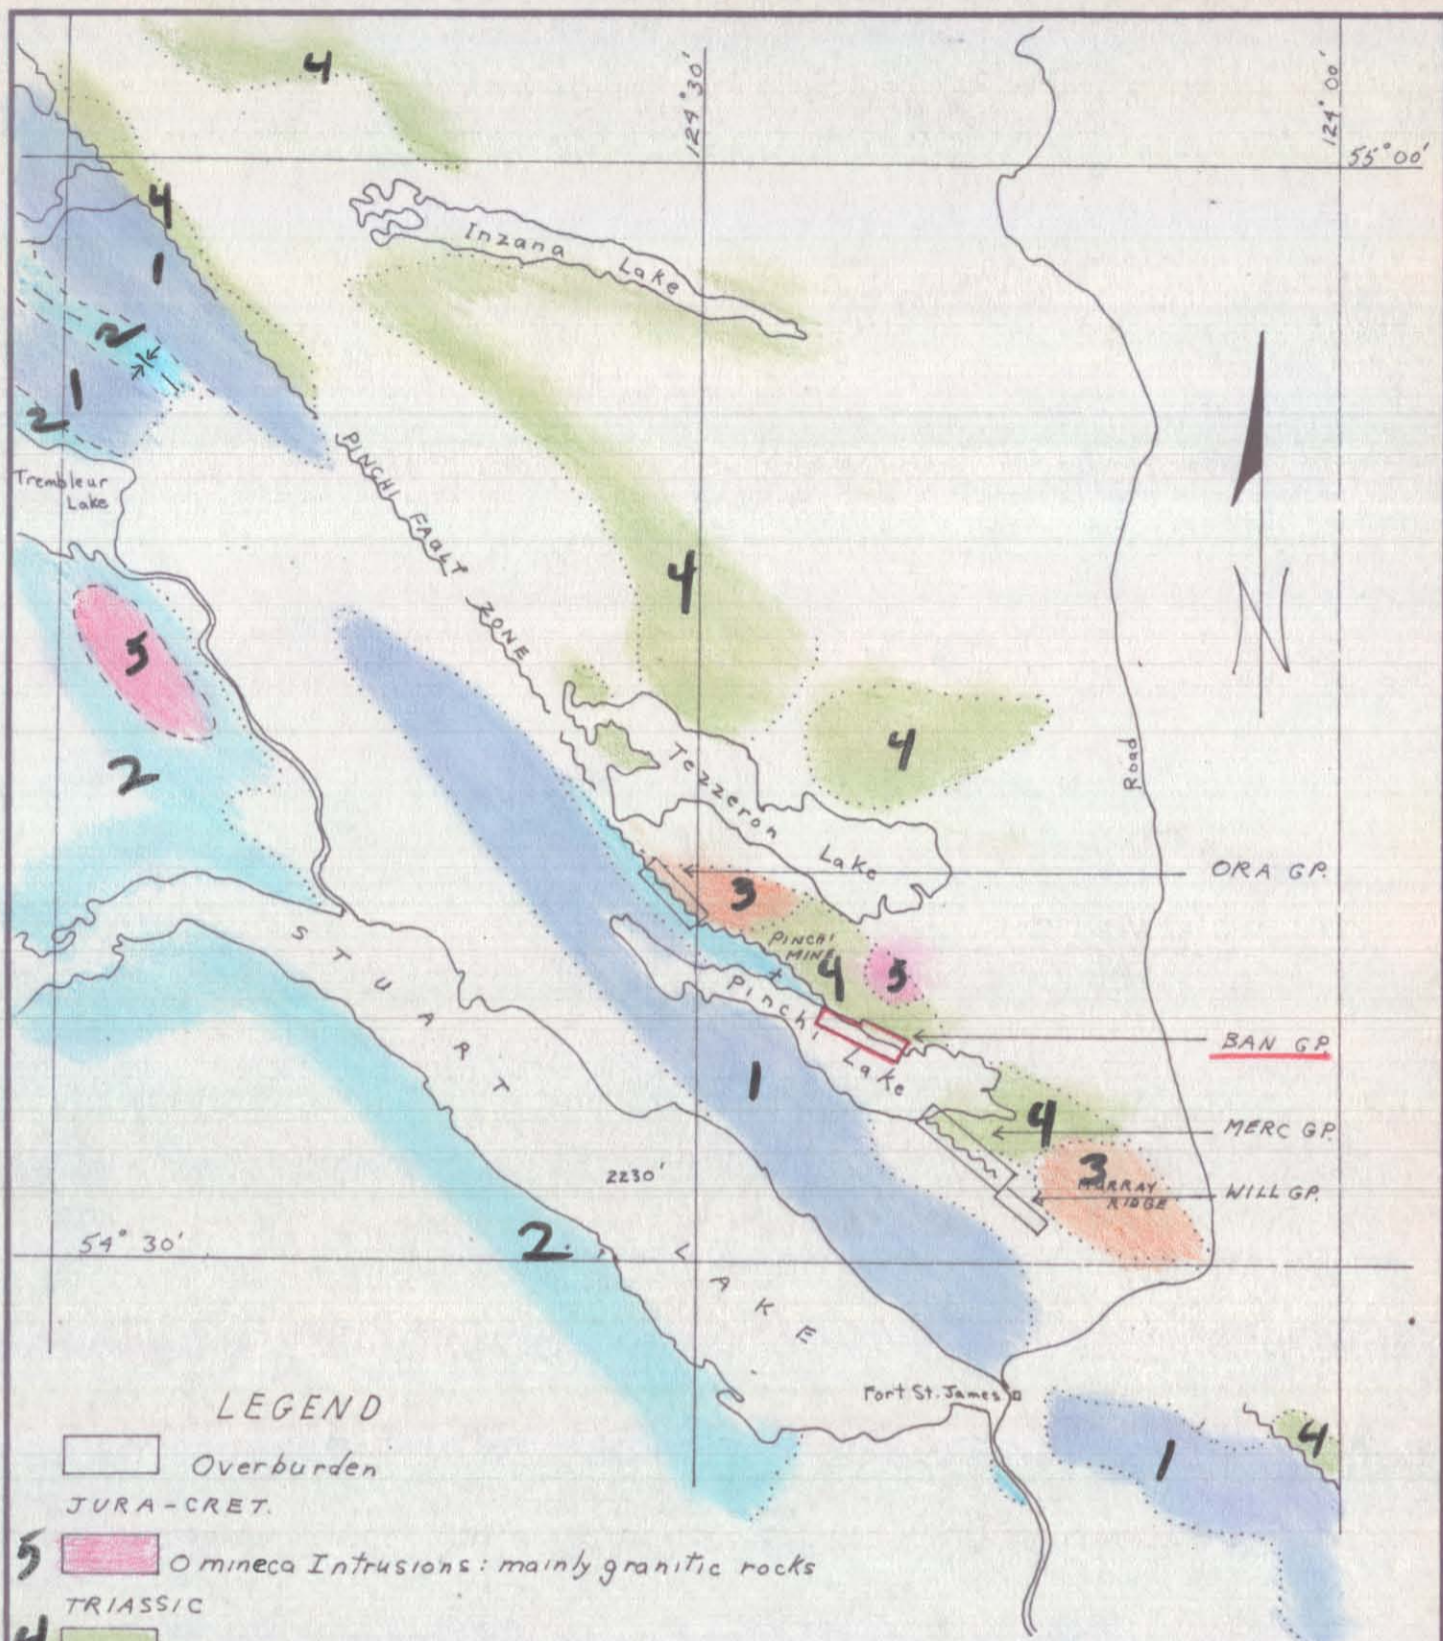 4
124°30'
124°00'
55°00'
4
Inzana Lake
1
2
1
2
PINCHI FAULT ZONE
Trembleur
Lake
4
5
4
2
Tezzeron Lake
Road
ORA GP.
3
PINCHI
MINE
4
5
Pinchi Lake
BAN GP.
STUART LAKE
1
4
MERC GP.
3
MURRAY
RIDGE
2230'
WILL GP.
54° 30'
2
N
Fort St. James
4
1
LEGEND
Overburden
JURA-CRET.
5 Omineca Intrusions: mainly granitic rocks
TRIASSIC
4